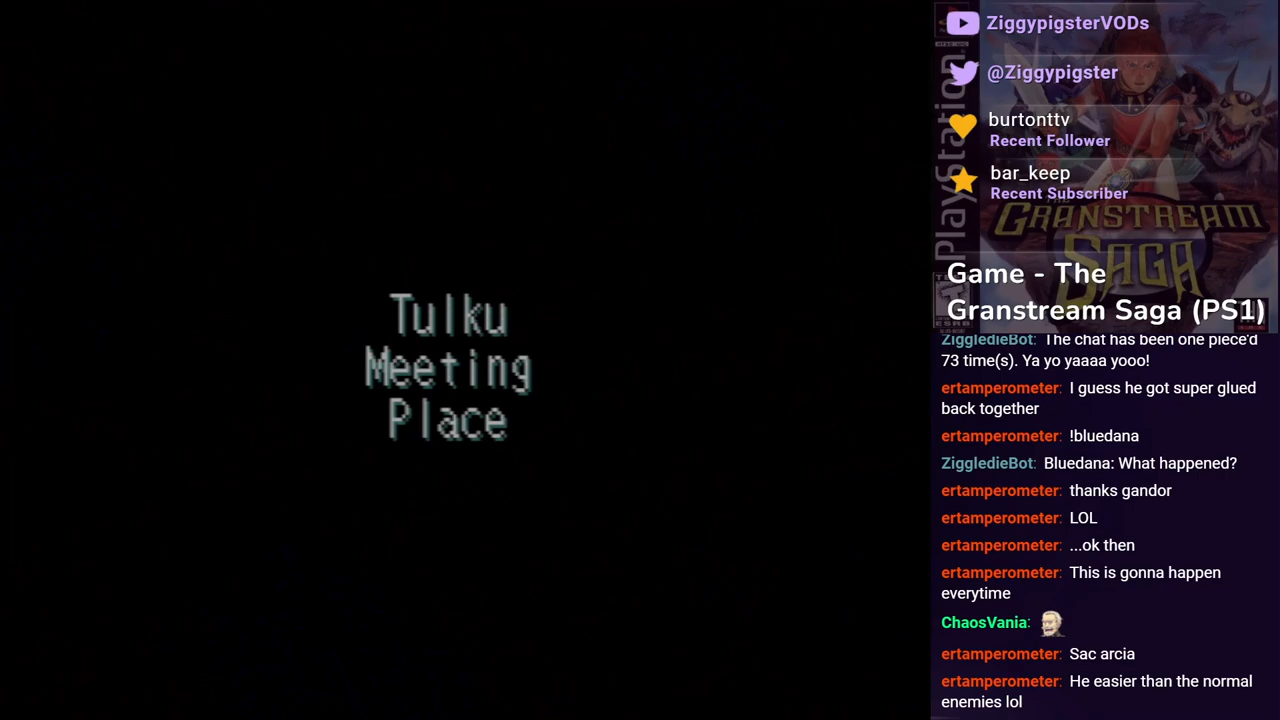 Tulku
Meeting
Place
ZiggypigsterVODs
@Ziggypigster
burtonttv
Recent Follower
bar_keep
Recent Subscriber
PlayStation
THE
GRANSTREAM
SAGA
Game - The
Granstream Saga (PS1)
ZiggledieBot: The chat has been one piece'd
73 time(s). Ya yo yaaaa yooo!
ertamperometer: I guess he got super glued
back together
ertamperometer: !bluedana
ZiggledieBot: Bluedana: What happened?
ertamperometer: thanks gandor
ertamperometer: LOL
ertamperometer: ...ok then
ertamperometer: This is gonna happen
everytime
ChaosVania:
ertamperometer: Sac arcia
ertamperometer: He easier than the normal
enemies lol